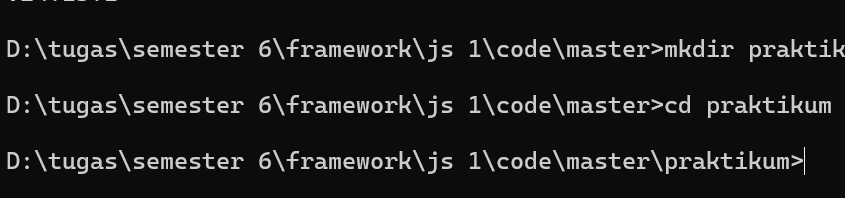 D:\tugas\semester 6\framework\js 1\code\master>mkdir praktik
D:\tugas\semester 6\framework\js 1\code\master>cd praktikum
D:\tugas\semester 6\framework\js 1\code\master\praktikum>